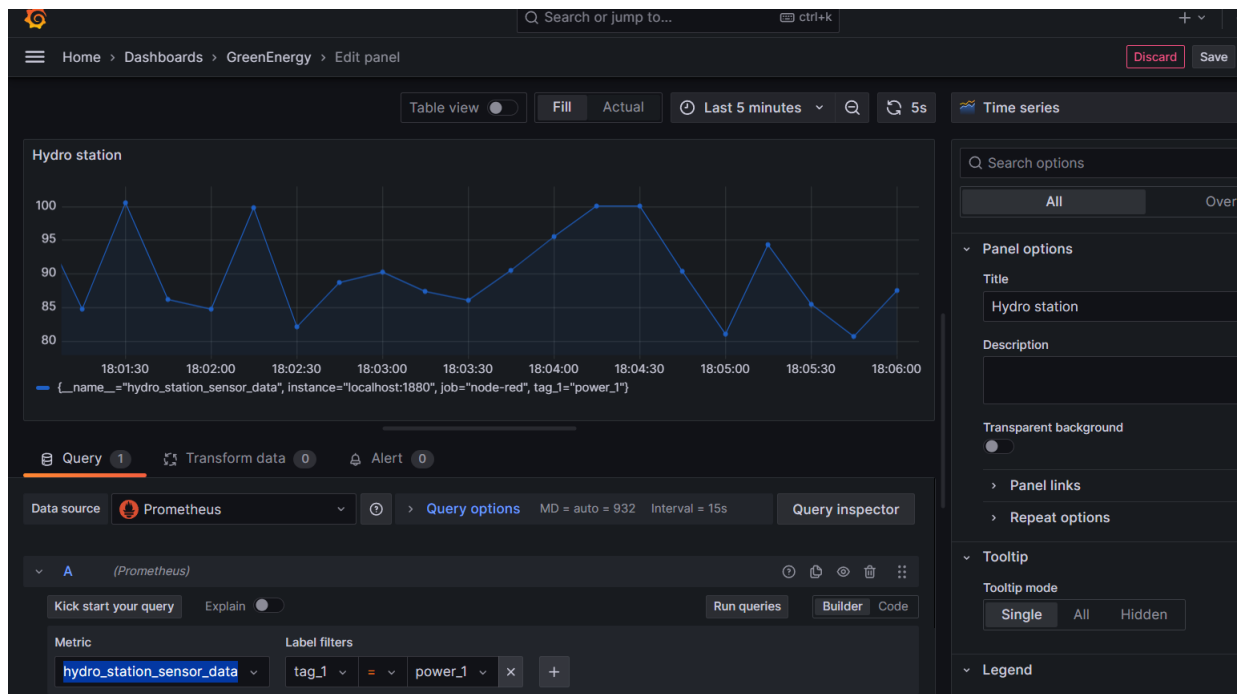 Search or jump to... ctrl+k
Home › Dashboards › GreenEnergy › Edit panel Discard Save
Table view Fill Actual Last 5 minutes 5s Time series
Hydro station
100
95
90
85
80
18:01:30 18:02:00 18:02:30 18:03:00 18:03:30 18:04:00 18:04:30 18:05:00 18:05:30 18:06:00
{__name__="hydro_station_sensor_data", instance="localhost:1880", job="node-red", tag_1="power_1"}
Query 1 Transform data 0 Alert 0
Data source Prometheus Query options MD = auto = 932 Interval = 15s Query inspector
A (Prometheus)
Kick start your query Explain Run queries Builder Code
Metric Label filters
hydro_station_sensor_data tag_1 = power_1
Search options
All Over
Panel options
Title
Hydro station
Description
Transparent background
Panel links
Repeat options
Tooltip
Tooltip mode
Single All Hidden
Legend